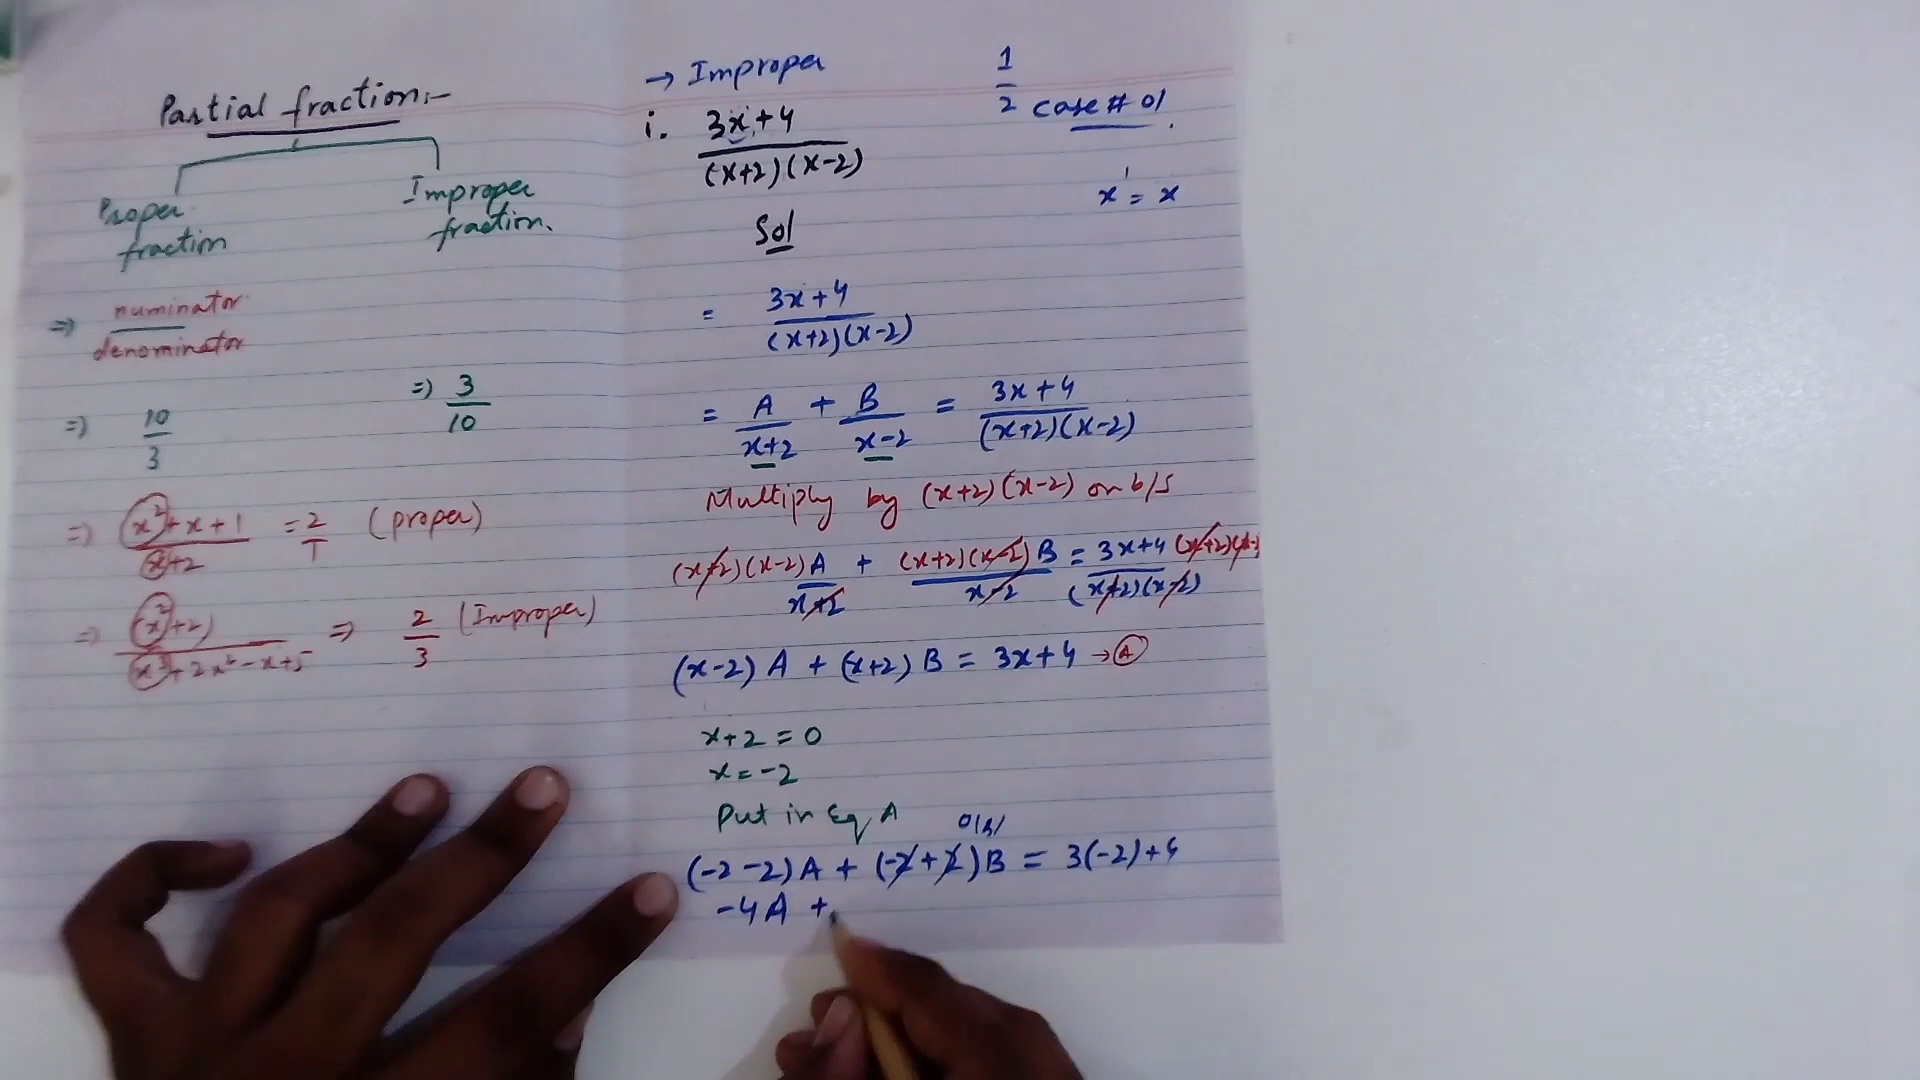 Partial fraction:-
Proper fraction
Improper fraction.
=> numinator
denominator
=> 10/3
=> 3/10
=> x²+x+1/x+2 = 2/1 (proper)
=> (x²+2)/x³+2x²-x+5 => 2/3 (Improper)
→ Improper
1/2
case # 01.
i. 3x+4/(x+2)(x-2)
x¹ = x
Sol
= 3x+4/(x+2)(x-2)
= A/x+2 + B/x-2 = 3x+4/(x+2)(x-2)
Multiply by (x+2)(x-2) on b/s
(x+2)(x-2)A/x+2 + (x+2)(x-2)B/x-2 = 3x+4 (x+2)(x-2)/(x+2)(x-2)
(x-2)A + (x+2)B = 3x+4 → A
x+2 = 0
x = -2
Put in Eq A
0(B)
(-2-2)A + (-2+2)B = 3(-2)+4
-4A +